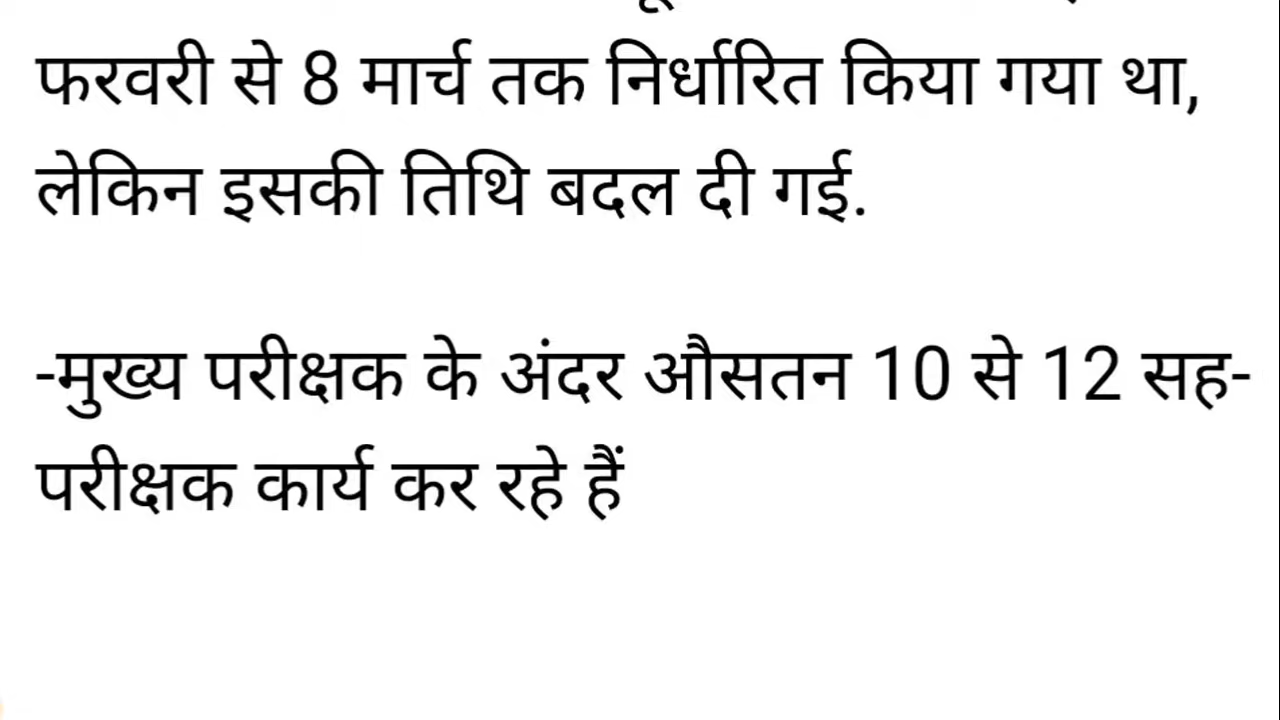 फरवरी से 8 मार्च तक निर्धारित किया गया था,
लेकिन इसकी तिथि बदल दी गई.
-मुख्य परीक्षक के अंदर औसतन 10 से 12 सह-
परीक्षक कार्य कर रहे हैं